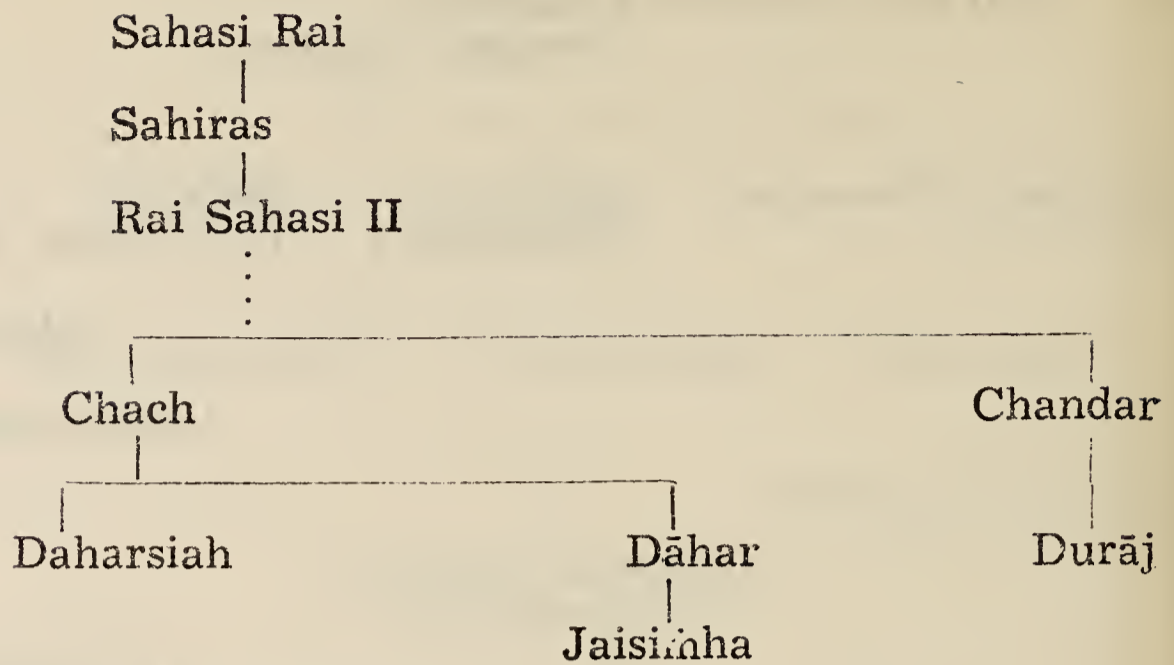 Sahasi Rai
Sahiras
Rai Sahasi II
Chach Chandar
Daharsiah Dāhar Durāj
Jaisiṁha